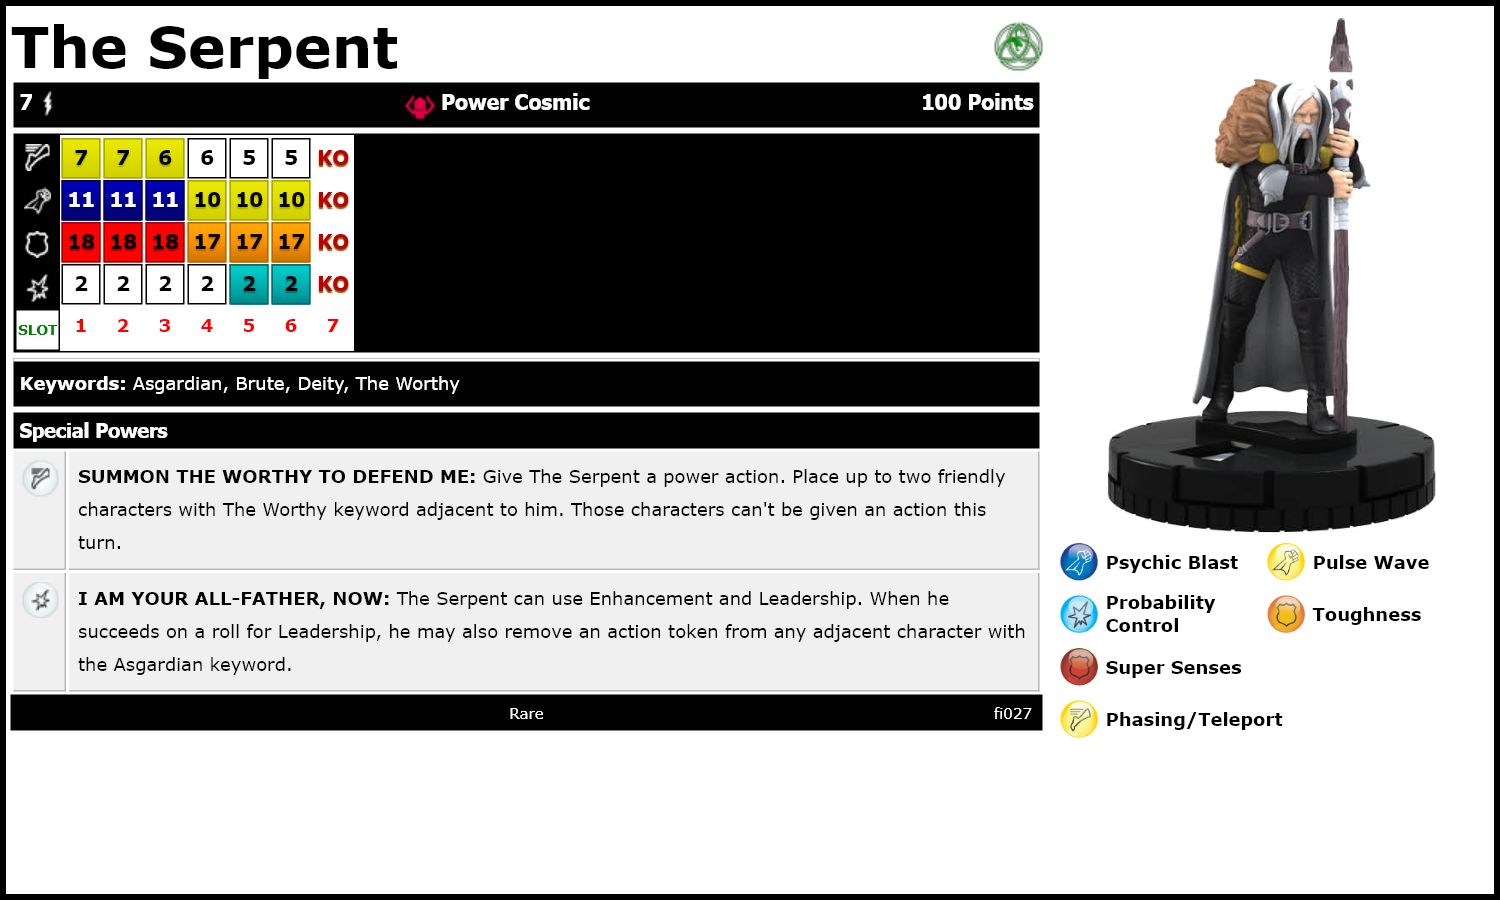 The Serpent
7 Power Cosmic 100 Points
7 7 6 6 5 5 KO
11 11 11 10 10 10 KO
18 18 18 17 17 17 KO
2 2 2 2 2 2 KO
SLOT 1 2 3 4 5 6 7
Keywords: Asgardian, Brute, Deity, The Worthy
Special Powers
SUMMON THE WORTHY TO DEFEND ME: Give The Serpent a power action. Place up to two friendly
characters with The Worthy keyword adjacent to him. Those characters can't be given an action this
turn.
I AM YOUR ALL-FATHER, NOW: The Serpent can use Enhancement and Leadership. When he
succeeds on a roll for Leadership, he may also remove an action token from any adjacent character with
the Asgardian keyword.
Rare fi027
Psychic Blast Pulse Wave
Probability
Control Toughness
Super Senses
Phasing/Teleport